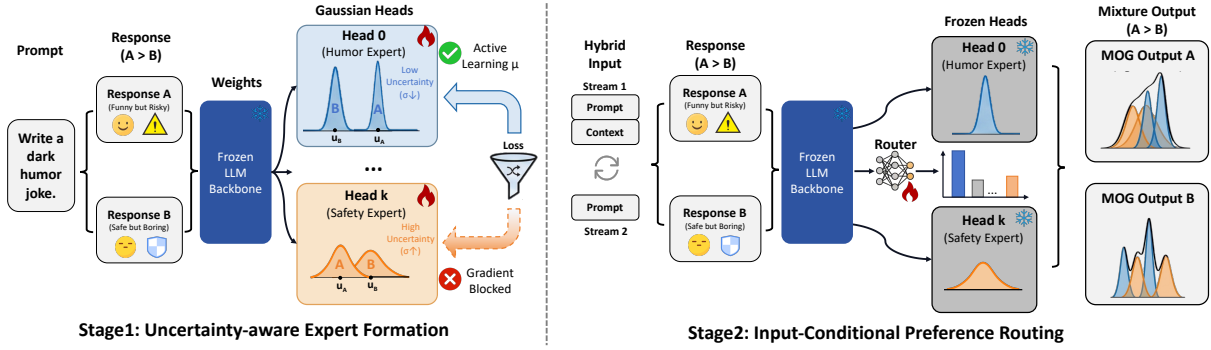 Prompt
Write a
dark
humor
joke.
Response
(A > B)
Response A
(Funny but Risky)
Response B
(Safe but Boring)
Weights
Frozen
LLM
Backbone
Gaussian Heads
Head 0
(Humor Expert)
Low
Uncertainty
(σ↓)
B
A
u_B
u_A
...
Head k
(Safety Expert)
High
Uncertainty
(σ↑)
A
B
u_A
u_B
Active
Learning μ
Loss
Gradient
Blocked
Stage1: Uncertainty-aware Expert Formation
Hybrid
Input
Stream 1
Prompt
Context
Prompt
Stream 2
Response
(A > B)
Response A
(Funny but Risky)
Response B
(Safe but Boring)
Frozen
LLM
Backbone
Router
Frozen Heads
Head 0
(Humor Expert)
...
Head k
(Safety Expert)
Mixture Output
(A > B)
MOG Output A
MOG Output B
Stage2: Input-Conditional Preference Routing